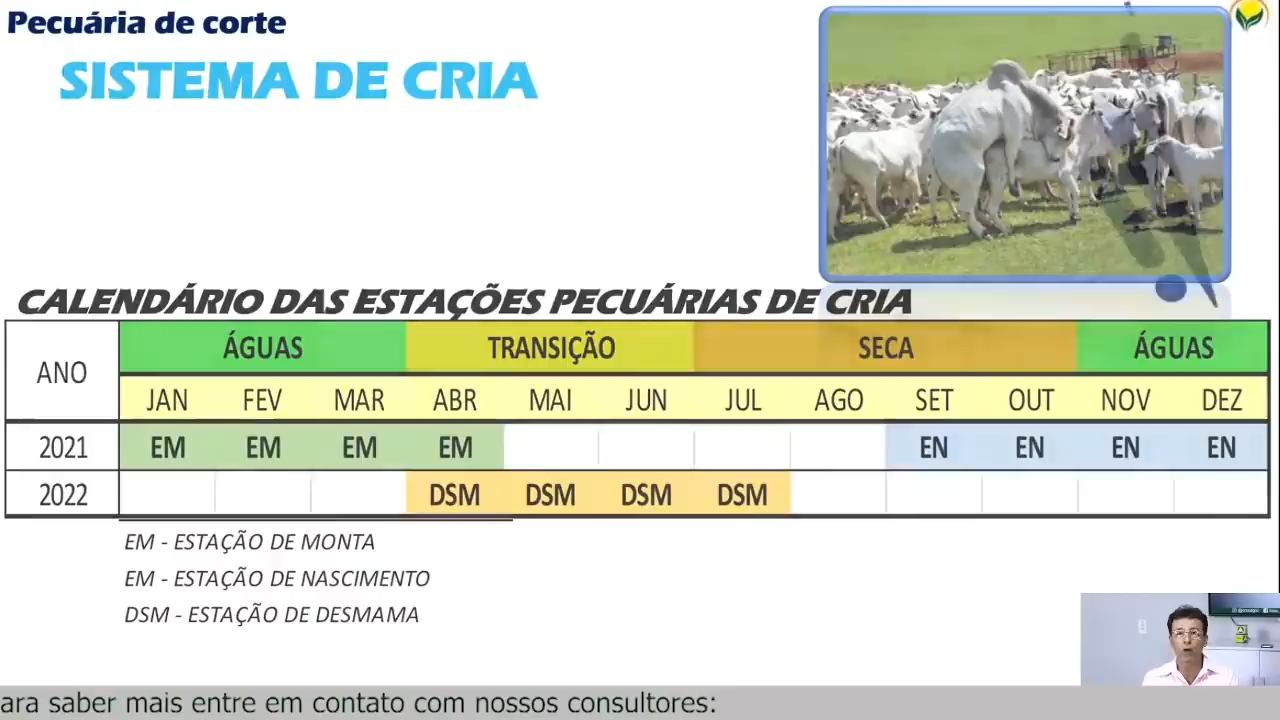 Pecuária de corte
SISTEMA DE CRIA
CALENDÁRIO DAS ESTAÇÕES PECUÁRIAS DE CRIA
ANO ÁGUAS TRANSIÇÃO SECA ÁGUAS
JAN FEV MAR ABR MAI JUN JUL AGO SET OUT NOV DEZ
2021 EM EM EM EM EN EN EN EN
2022 DSM DSM DSM DSM
EM - ESTAÇÃO DE MONTA
EM - ESTAÇÃO DE NASCIMENTO
DSM - ESTAÇÃO DE DESMAMA
ara saber mais entre em contato com nossos consultores: